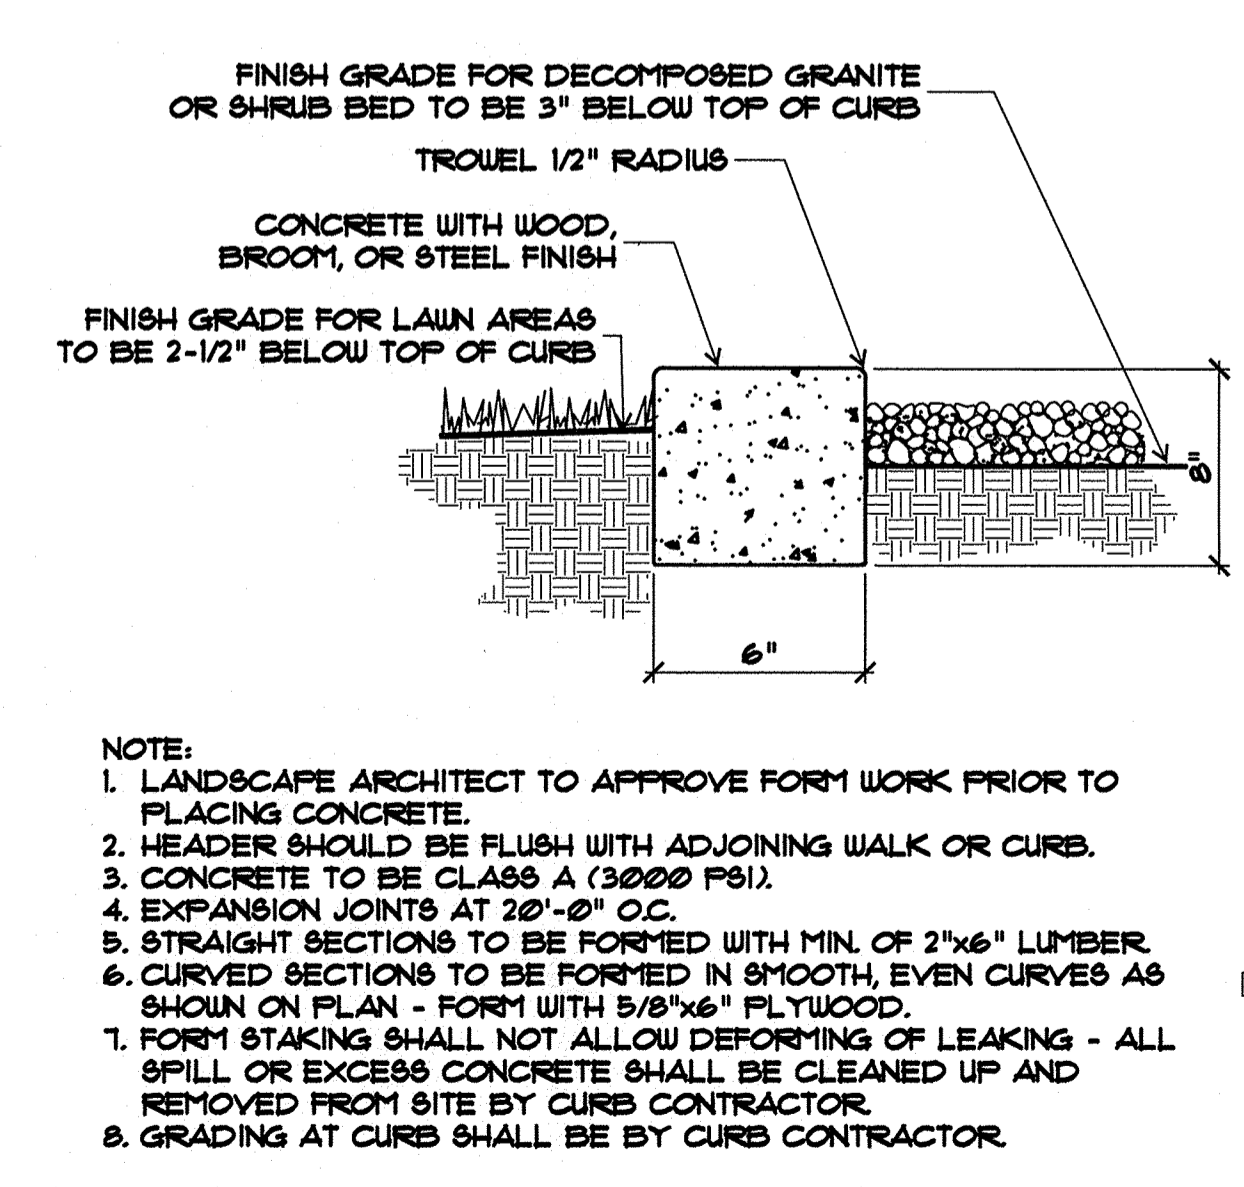 FINISH GRADE FOR DECOMPOSED GRANITE
OR SHRUB BED TO BE 3" BELOW TOP OF CURB
TROWEL 1/2" RADIUS
CONCRETE WITH WOOD,
BROOM, OR STEEL FINISH
FINISH GRADE FOR LAWN AREAS
TO BE 2-1/2" BELOW TOP OF CURB
8"
6"
NOTE:
1. LANDSCAPE ARCHITECT TO APPROVE FORM WORK PRIOR TO
PLACING CONCRETE.
2. HEADER SHOULD BE FLUSH WITH ADJOINING WALK OR CURB.
3. CONCRETE TO BE CLASS A (3000 PSI).
4. EXPANSION JOINTS AT 20'-0" O.C.
5. STRAIGHT SECTIONS TO BE FORMED WITH MIN. OF 2"x6" LUMBER.
6. CURVED SECTIONS TO BE FORMED IN SMOOTH, EVEN CURVES AS
SHOWN ON PLAN - FORM WITH 5/8"x6" PLYWOOD.
7. FORM STAKING SHALL NOT ALLOW DEFORMING OF LEAKING - ALL
SPILL OR EXCESS CONCRETE SHALL BE CLEANED UP AND
REMOVED FROM SITE BY CURB CONTRACTOR.
8. GRADING AT CURB SHALL BE BY CURB CONTRACTOR.